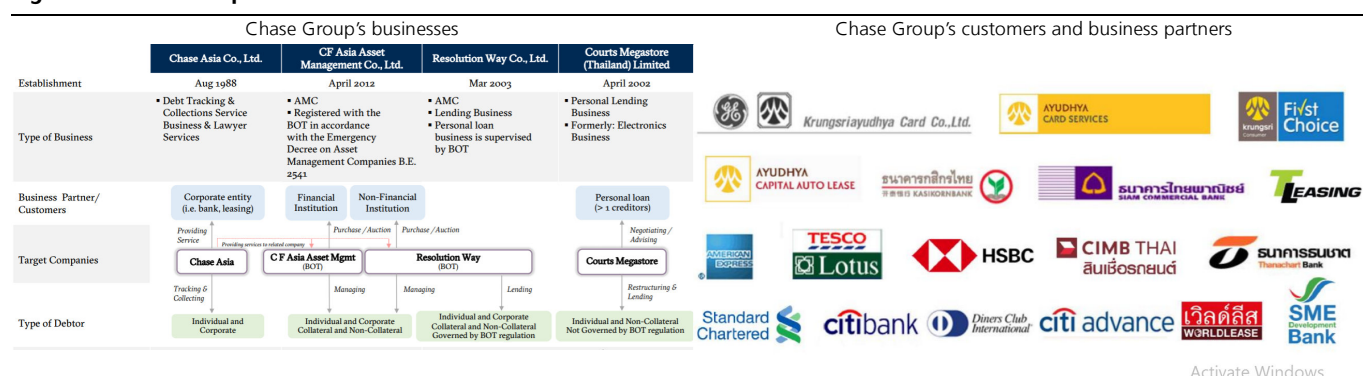 Chase Group's businesses
Chase Group's customers and business partners
Chase Asia Co., Ltd.
CF Asia Asset
Management Co., Ltd.
Resolution Way Co., Ltd.
Courts Megastore
(Thailand) Limited
Establishment
Aug 1988
April 2012
Mar 2003
April 2002
Type of Business
▪ Debt Tracking &
Collections Service
Business & Lawyer
Services
▪ AMC
▪ Registered with the
BOT in accordance
with the Emergency
Decree on Asset
Management Companies B.E.
2541
▪ AMC
▪ Lending Business
▪ Personal loan
business is supervised
by BOT
▪ Personal Lending
Business
▪ Formerly: Electronics
Business
Business Partner/
Customers
Corporate entity
(i.e. bank, leasing)
Financial
Institution
Non-Financial
Institution
Personal loan
(> 1 creditors)
Providing
Service
Providing services to related company
Purchase / Auction
Purchase / Auction
Negotiating /
Advising
Target Companies
Chase Asia
C F Asia Asset Mgmt
(BOT)
Resolution Way
(BOT)
Courts Megastore
Tracking &
Collecting
Managing
Managing
Lending
Restructuring &
Lending
Type of Debtor
Individual and
Corporate
Individual and Corporate
Collateral and Non-Collateral
Individual and Corporate
Collateral and Non-Collateral
Governed by BOT regulation
Individual and Non-Collateral
Not Governed by BOT regulation
Krungsriayudhya Card Co.,Ltd.
AYUDHYA
CARD SERVICES
krungsri
Consumer
First
Choice
AYUDHYA
CAPITAL AUTO LEASE
ธนาคารกสิกรไทย
KASIKORNBANK
ธนาคารไทยพาณิชย์
SIAM COMMERCIAL BANK
TLEASING
AMERICAN
EXPRESS
TESCO
Lotus
HSBC
CIMB THAI
สินเชื่อรถยนต์
ธนาคารธนชาต
Thanachart Bank
Standard
Chartered
citibank
Diners Club
International
citi advance
เวิลด์ลีส
WORLDLEASE
SME
Development
Bank
Activate Windows